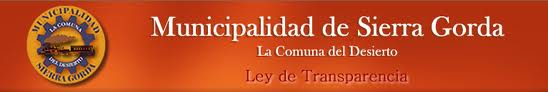 MUNICIPALIDAD
LA COMUNA
DEL DESIERTO
SIERRA GORDA
Municipalidad de Sierra Gorda
La Comuna del Desierto
Ley de Transparencia